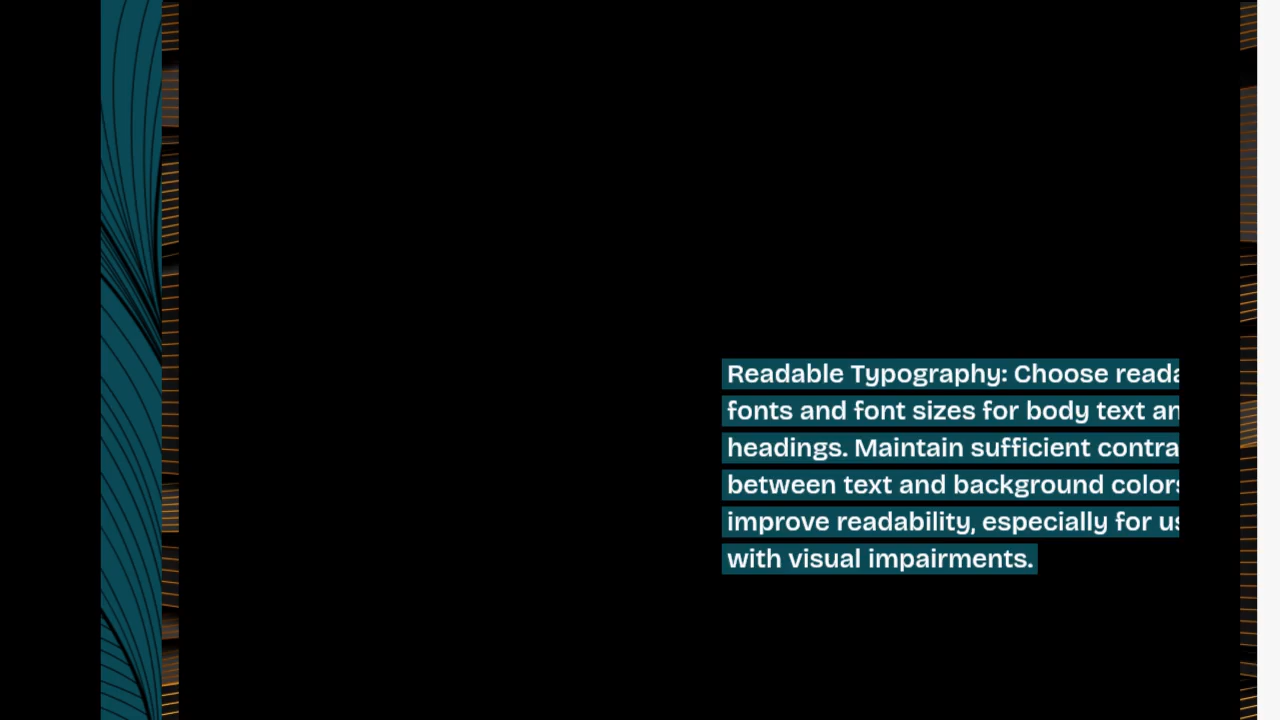 Readable Typography: Choose
fonts and font sizes for body text
headings. Maintain sufficient
between text and background
improve readability, especially for
with visual impairments.